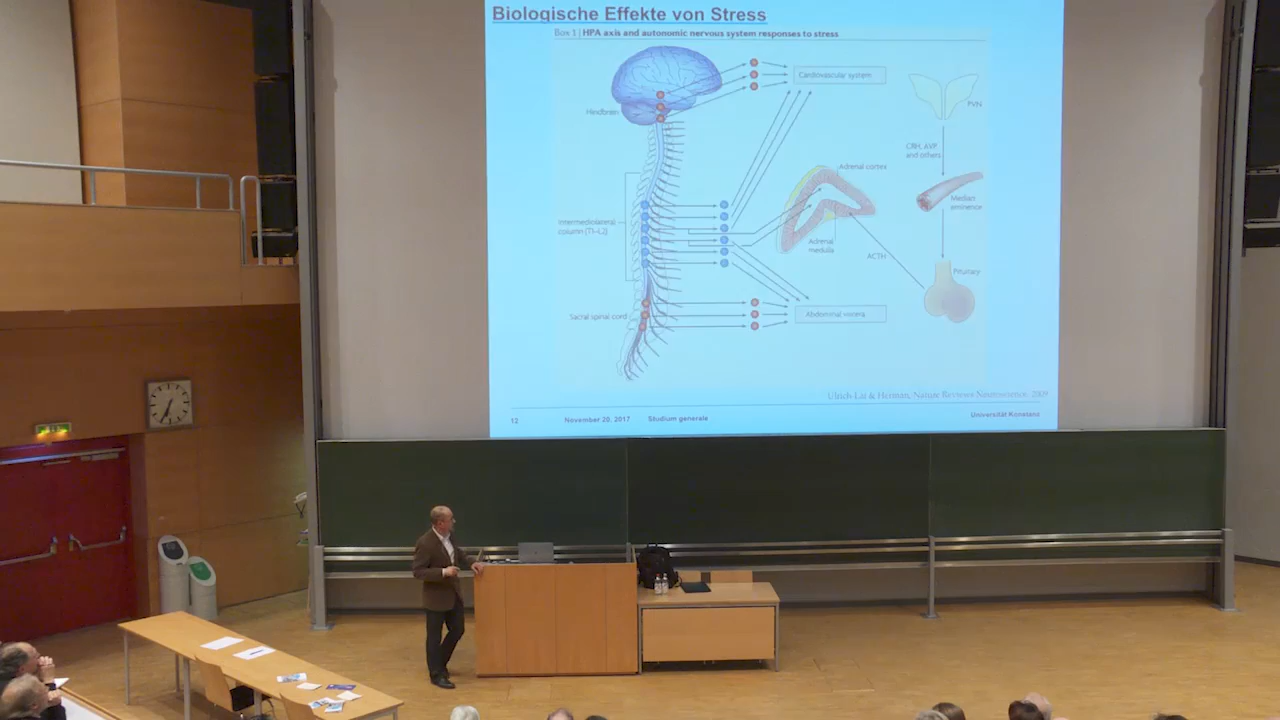 Biologische Effekte von Stress
Box 1 | HPA axis and autonomic nervous system responses to stress
Cardiovascular system
Hindbrain
PVN
CRH, AVP
and others
Adrenal cortex
Median
eminence
Intermediolateral
column (T1–L2)
Adrenal
medulla
ACTH
Pituitary
Sacral spinal cord
Abdominal viscera
Ulrich-Lai & Herman, Nature Reviews Neuroscience, 2009
12 November 20, 2017 Studium generale Universität Konstanz